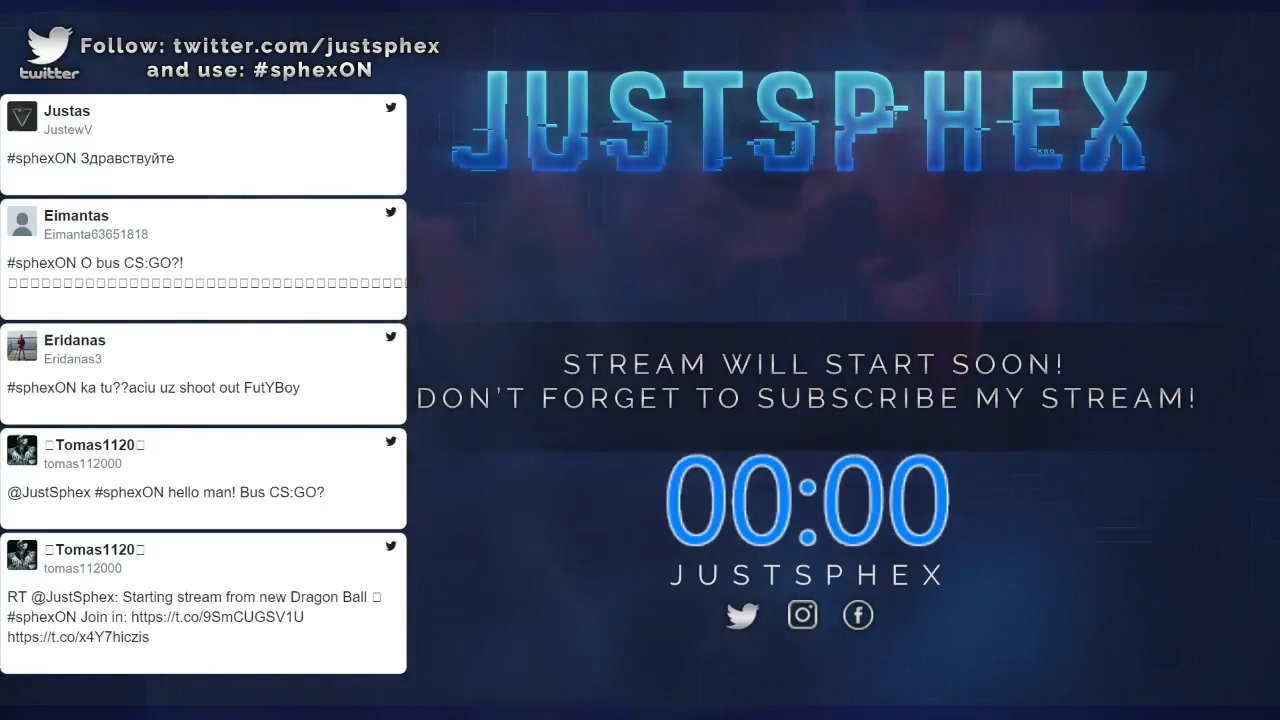 Follow: twitter.com/justsphex
and use: #sphexON
twitter
JUSTSPHEX
Justas
JustewV
#sphexON Здравствуйте
Eimantas
Eimanta63651818
#sphexON O bus CS:GO?!
Eridanas
Eridanas3
#sphexON ka tu??aciu uz shoot out FutYBoy
Tomas1120
tomas112000
@JustSphex #sphexON hello man! Bus CS:GO?
Tomas1120
tomas112000
RT @JustSphex: Starting stream from new Dragon Ball
#sphexON Join in: https://t.co/9SmCUGSV1U
https://t.co/x4Y7hiczis
STREAM WILL START SOON!
DON'T FORGET TO SUBSCRIBE MY STREAM!
00:00
JUSTSPHEX